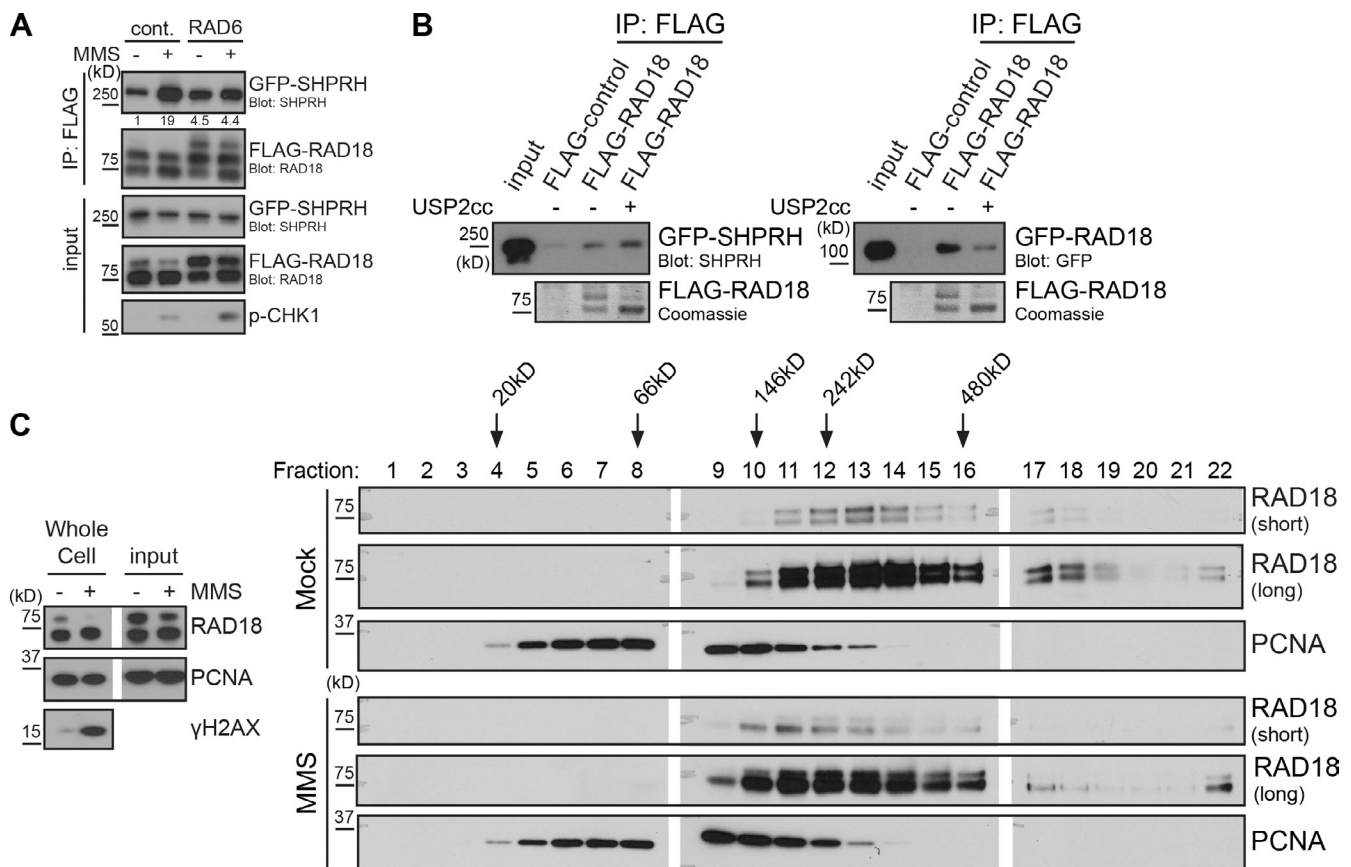 A
cont. RAD6
MMS - + - +
(kD)
IP: FLAG
250
GFP-SHPRH
Blot: SHPRH
1 19 4.5 4.4
75
FLAG-RAD18
Blot: RAD18
input
250
GFP-SHPRH
Blot: SHPRH
75
FLAG-RAD18
Blot: RAD18
50
p-CHK1
B
IP: FLAG
input
FLAG-control
FLAG-RAD18
FLAG-RAD18
USP2cc - - +
250
(kD)
GFP-SHPRH
Blot: SHPRH
75
FLAG-RAD18
Coomassie
IP: FLAG
input
FLAG-control
FLAG-RAD18
FLAG-RAD18
USP2cc - - +
(kD)
100
GFP-RAD18
Blot: GFP
75
FLAG-RAD18
Coomassie
C
Whole
Cell
input
(kD) - + - + MMS
75
RAD18
37
PCNA
15
γH2AX
20kD 66kD 146kD 242kD 480kD
Fraction: 1 2 3 4 5 6 7 8 9 10 11 12 13 14 15 16 17 18 19 20 21 22
Mock
75
RAD18
(short)
75
RAD18
(long)
37
PCNA
(kD)
MMS
75
RAD18
(short)
75
RAD18
(long)
37
PCNA